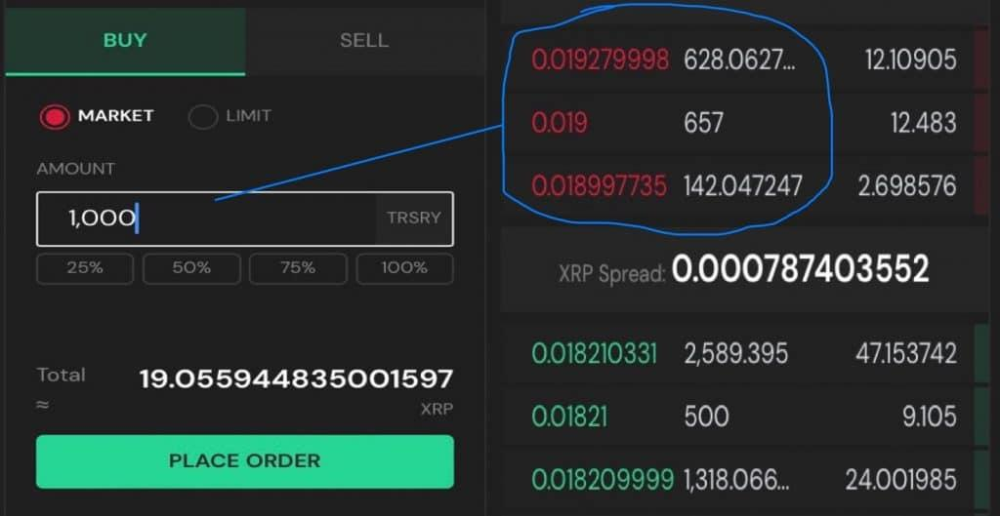 BUY SELL
MARKET LIMIT
AMOUNT
1,000 TRSRY
25% 50% 75% 100%
Total 19.055944835001597
≈ XRP
PLACE ORDER
0.019279998 628.0627... 12.10905
0.019 657 12.483
0.018997735 142.047247 2.698576
XRP Spread: 0.000787403552
0.018210331 2,589.395 47.153742
0.01821 500 9.105
0.018209999 1,318.066... 24.001985